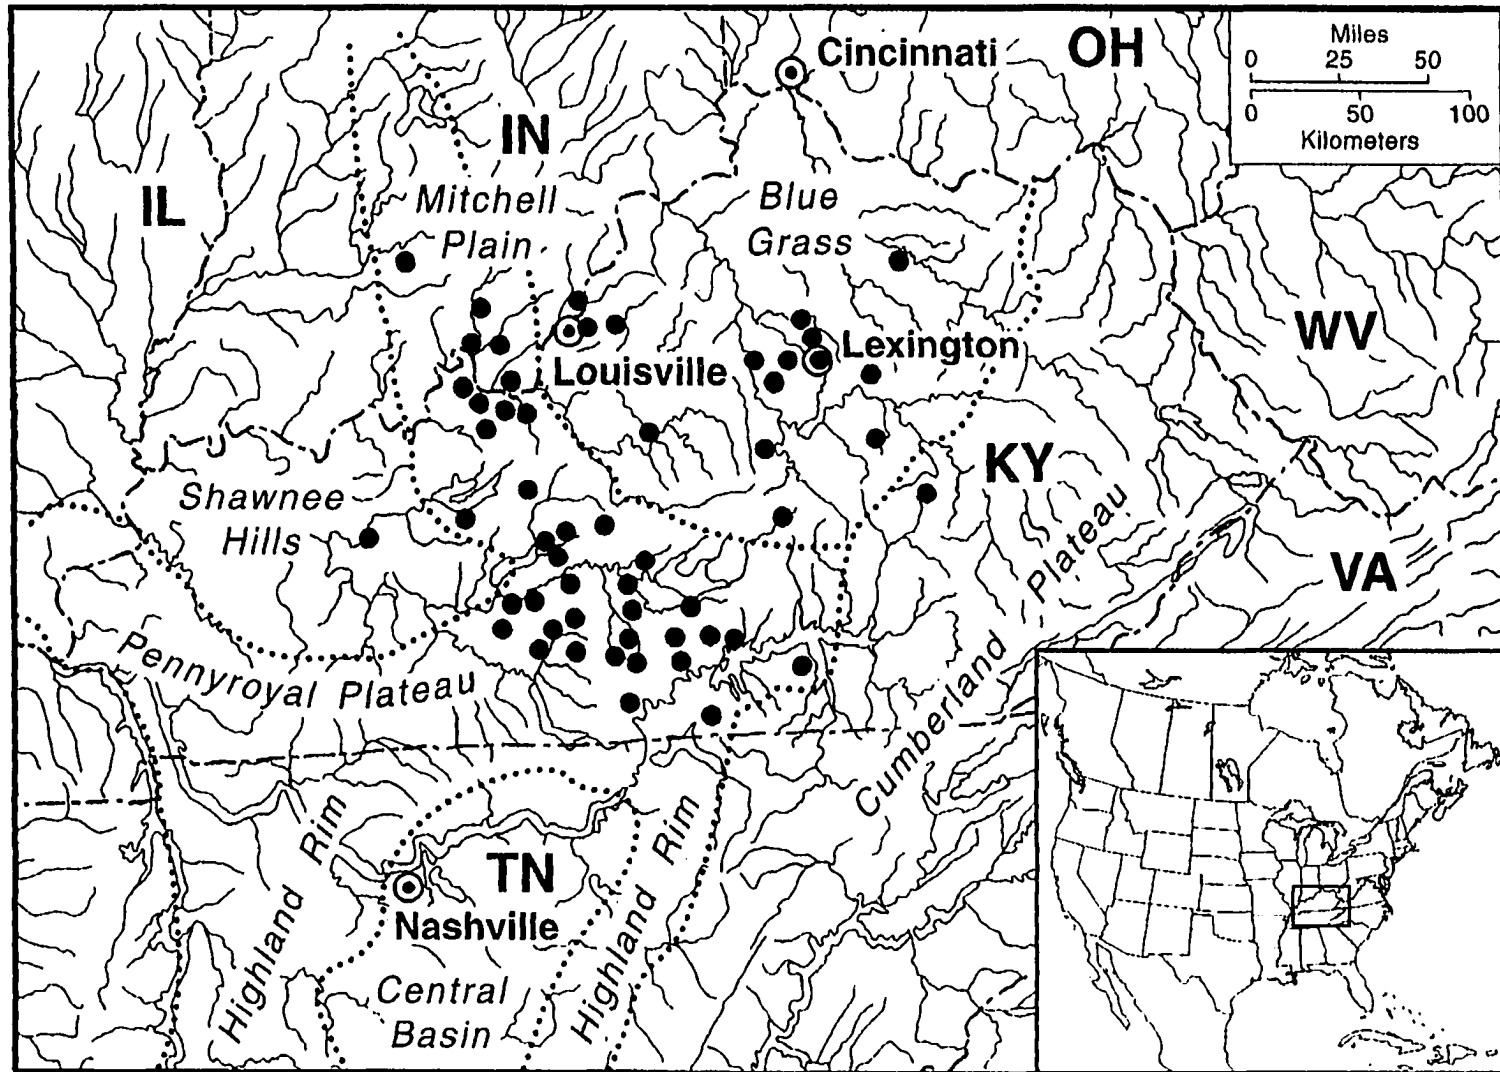 Cincinnati
OH
Miles
0 25 50
0 50 100
Kilometers
IN
IL
Mitchell
Plain
Blue
Grass
WV
Lexington
Louisville
KY
Shawnee
Hills
VA
Pennyroyal Plateau
Cumberland Plateau
Highland Rim
TN
Nashville
Highland Rim
Central
Basin